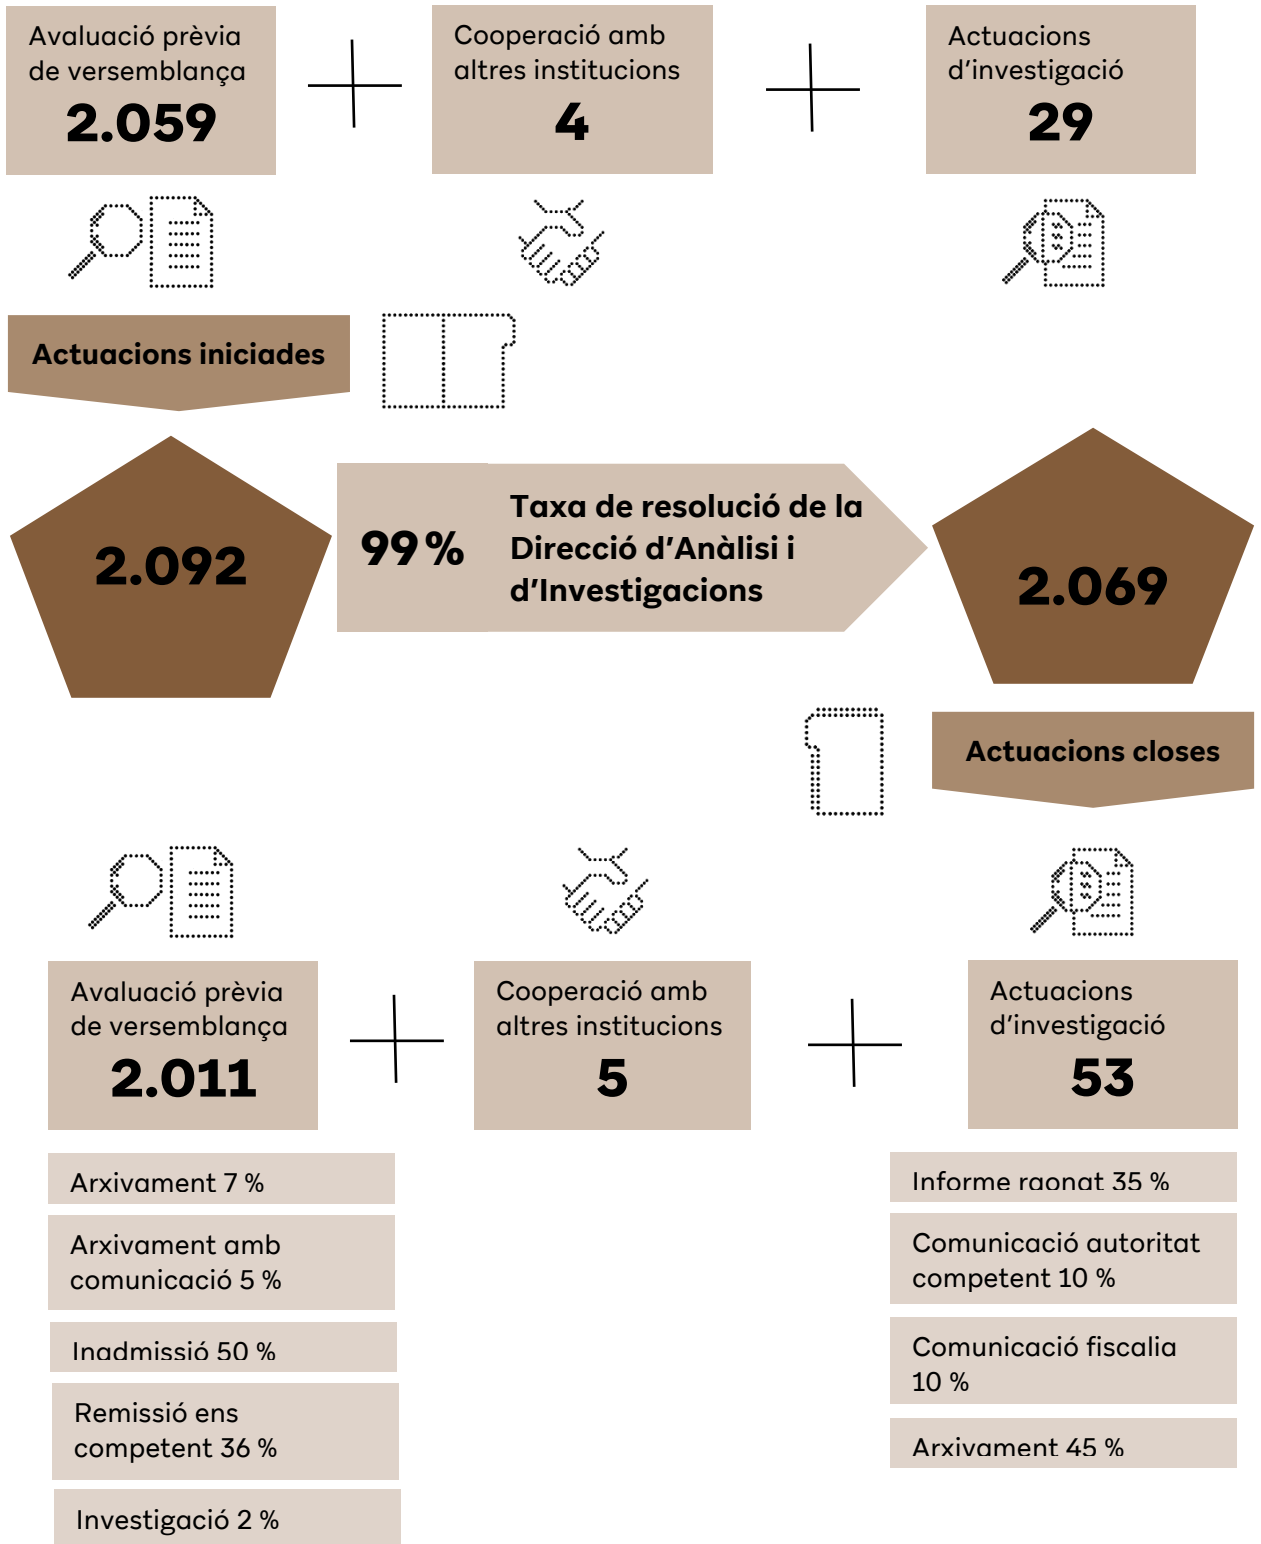 Avaluació prèvia
de versemblança
2.059
Cooperació amb
altres institucions
4
Actuacions
d’investigació
29
Actuacions iniciades
2.092
99 %
Taxa de resolució de la
Direcció d’Anàlisi i
d’Investigacions
2.069
Actuacions closes
Avaluació prèvia
de versemblança
2.011
Cooperació amb
altres institucions
5
Actuacions
d’investigació
53
Arxivament 7 %
Arxivament amb
comunicació 5 %
Inadmissió 50 %
Remissió ens
competent 36 %
Investigació 2 %
Informe raonat 35 %
Comunicació autoritat
competent 10 %
Comunicació fiscalia
10 %
Arxivament 45 %